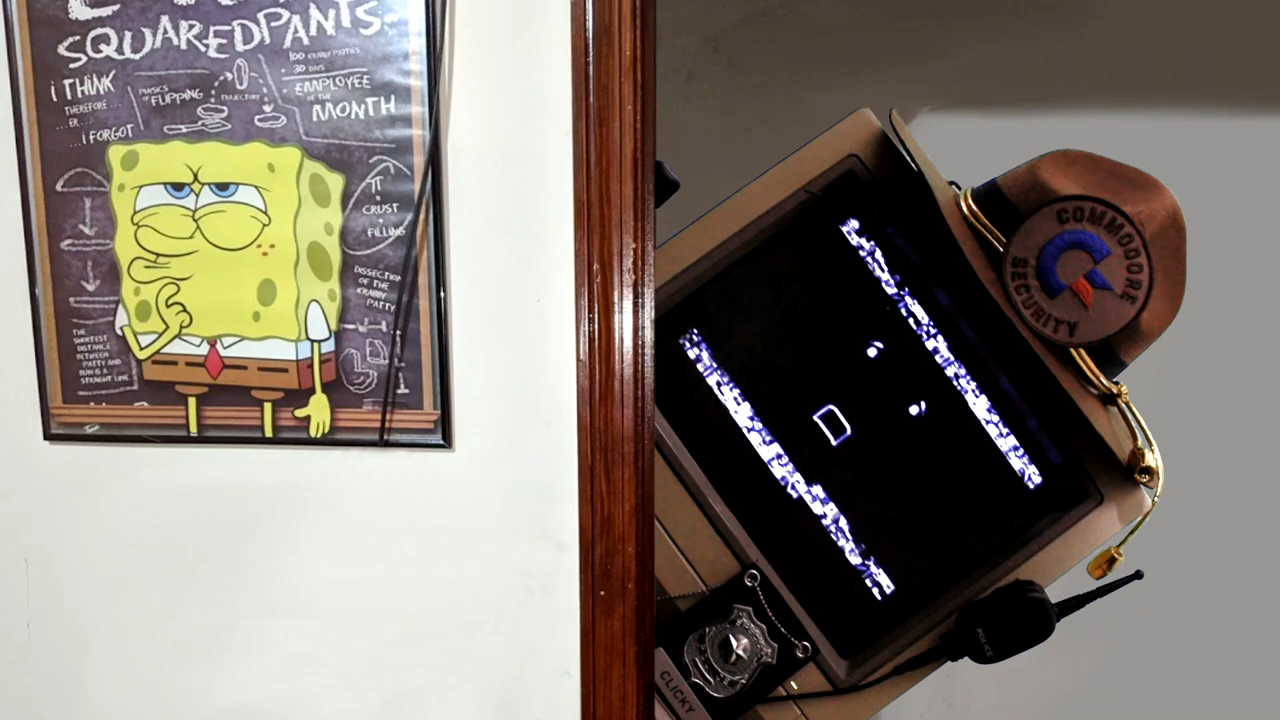 SQUAREDPANTS
i THINK
THEREFORE...
...ER...
...i FORGOT
PHYSICS
OF FLIPPING
TRAJECTORY
100 KRABBY PATTIES
30 DAYS
EMPLOYEE
OF THE
MONTH
π
CRUST
FILLING
DISSECTION
OF THE
KRABBY
PATTY
THE
SHORTEST
DISTANCE
BETWEEN
PATTY AND
BUN IS A
STRAIGHT LINE
COMMODORE
SECURITY
POLICE
CLICKY